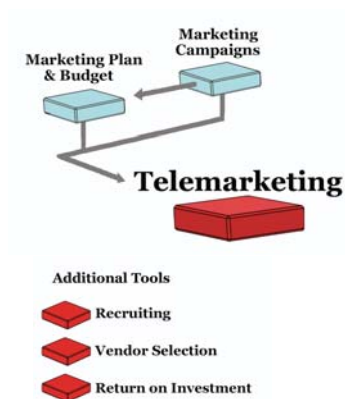 Marketing
Campaigns
Marketing Plan
& Budget
Telemarketing
Additional Tools
Recruiting
Vendor Selection
Return on Investment